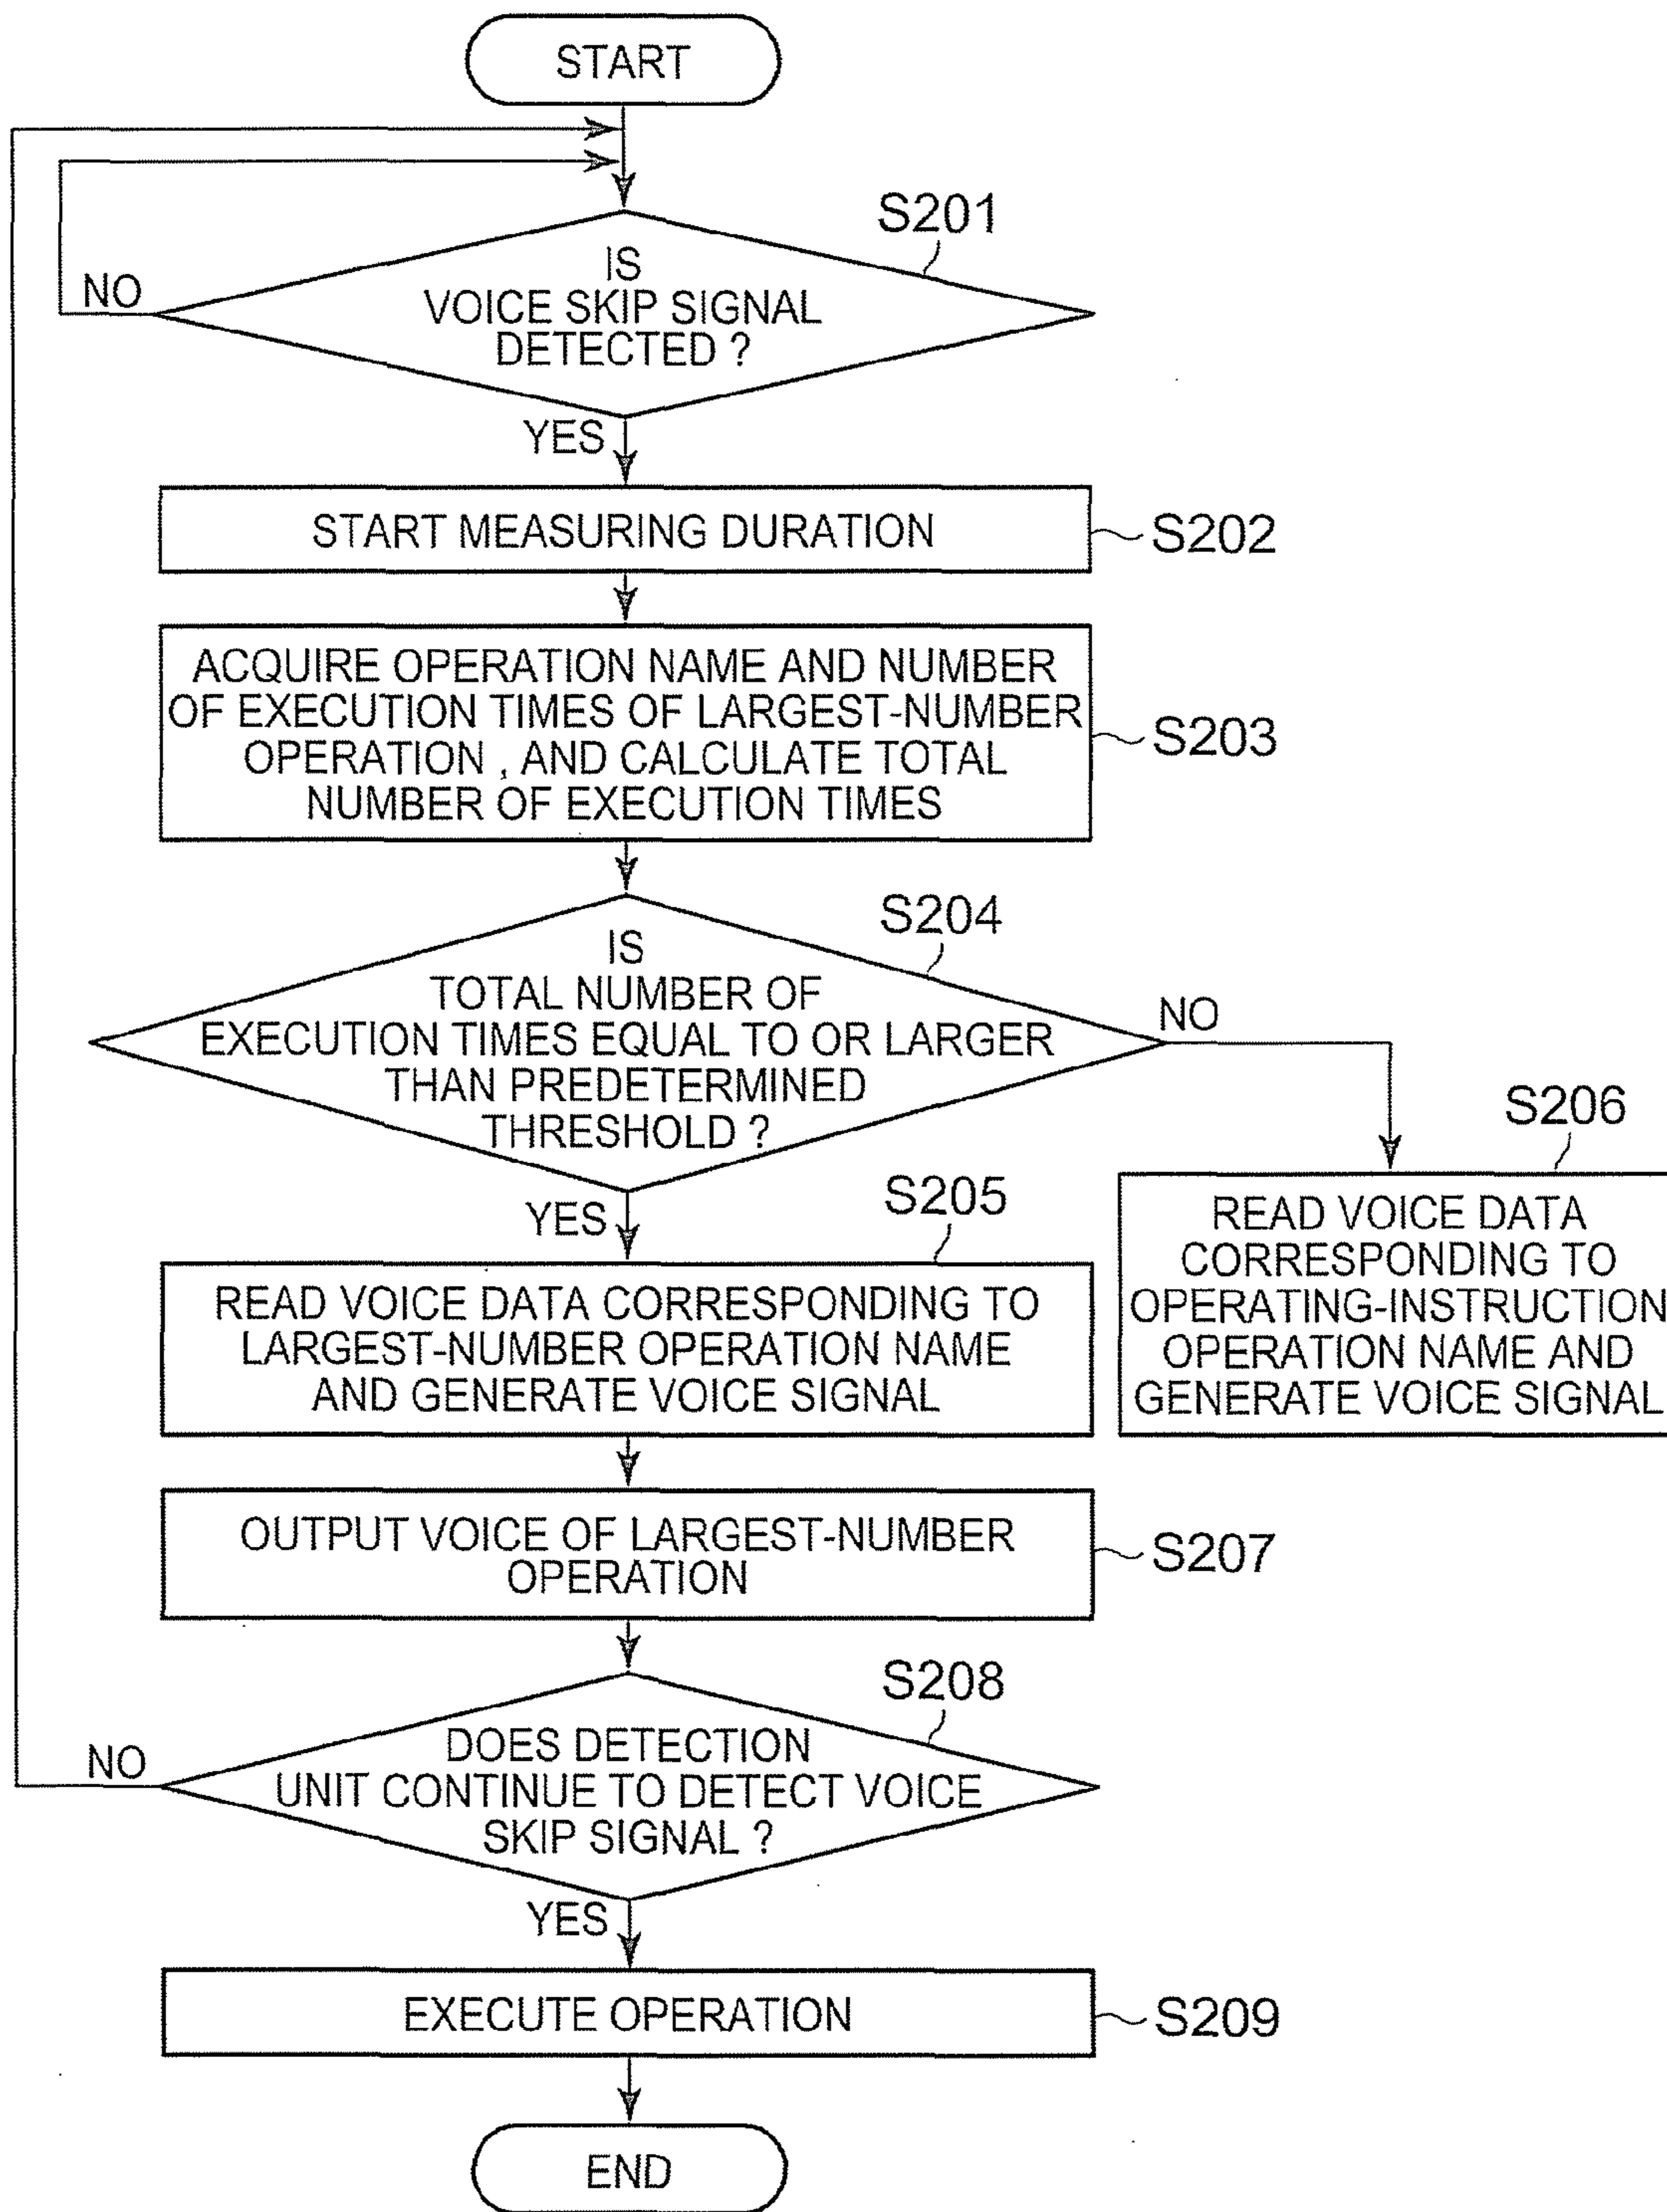 START
S201
IS
VOICE SKIP SIGNAL
DETECTED ?
NO
YES
START MEASURING DURATION
S202
ACQUIRE OPERATION NAME AND NUMBER
OF EXECUTION TIMES OF LARGEST-NUMBER
OPERATION , AND CALCULATE TOTAL
NUMBER OF EXECUTION TIMES
S203
S204
IS
TOTAL NUMBER OF
EXECUTION TIMES EQUAL TO OR LARGER
THAN PREDETERMINED
THRESHOLD ?
NO
YES
S205
READ VOICE DATA CORRESPONDING TO
LARGEST-NUMBER OPERATION NAME
AND GENERATE VOICE SIGNAL
S206
READ VOICE DATA
CORRESPONDING TO
OPERATING-INSTRUCTION
OPERATION NAME AND
GENERATE VOICE SIGNAL
OUTPUT VOICE OF LARGEST-NUMBER
OPERATION
S207
S208
DOES DETECTION
UNIT CONTINUE TO DETECT VOICE
SKIP SIGNAL ?
NO
YES
EXECUTE OPERATION
S209
END